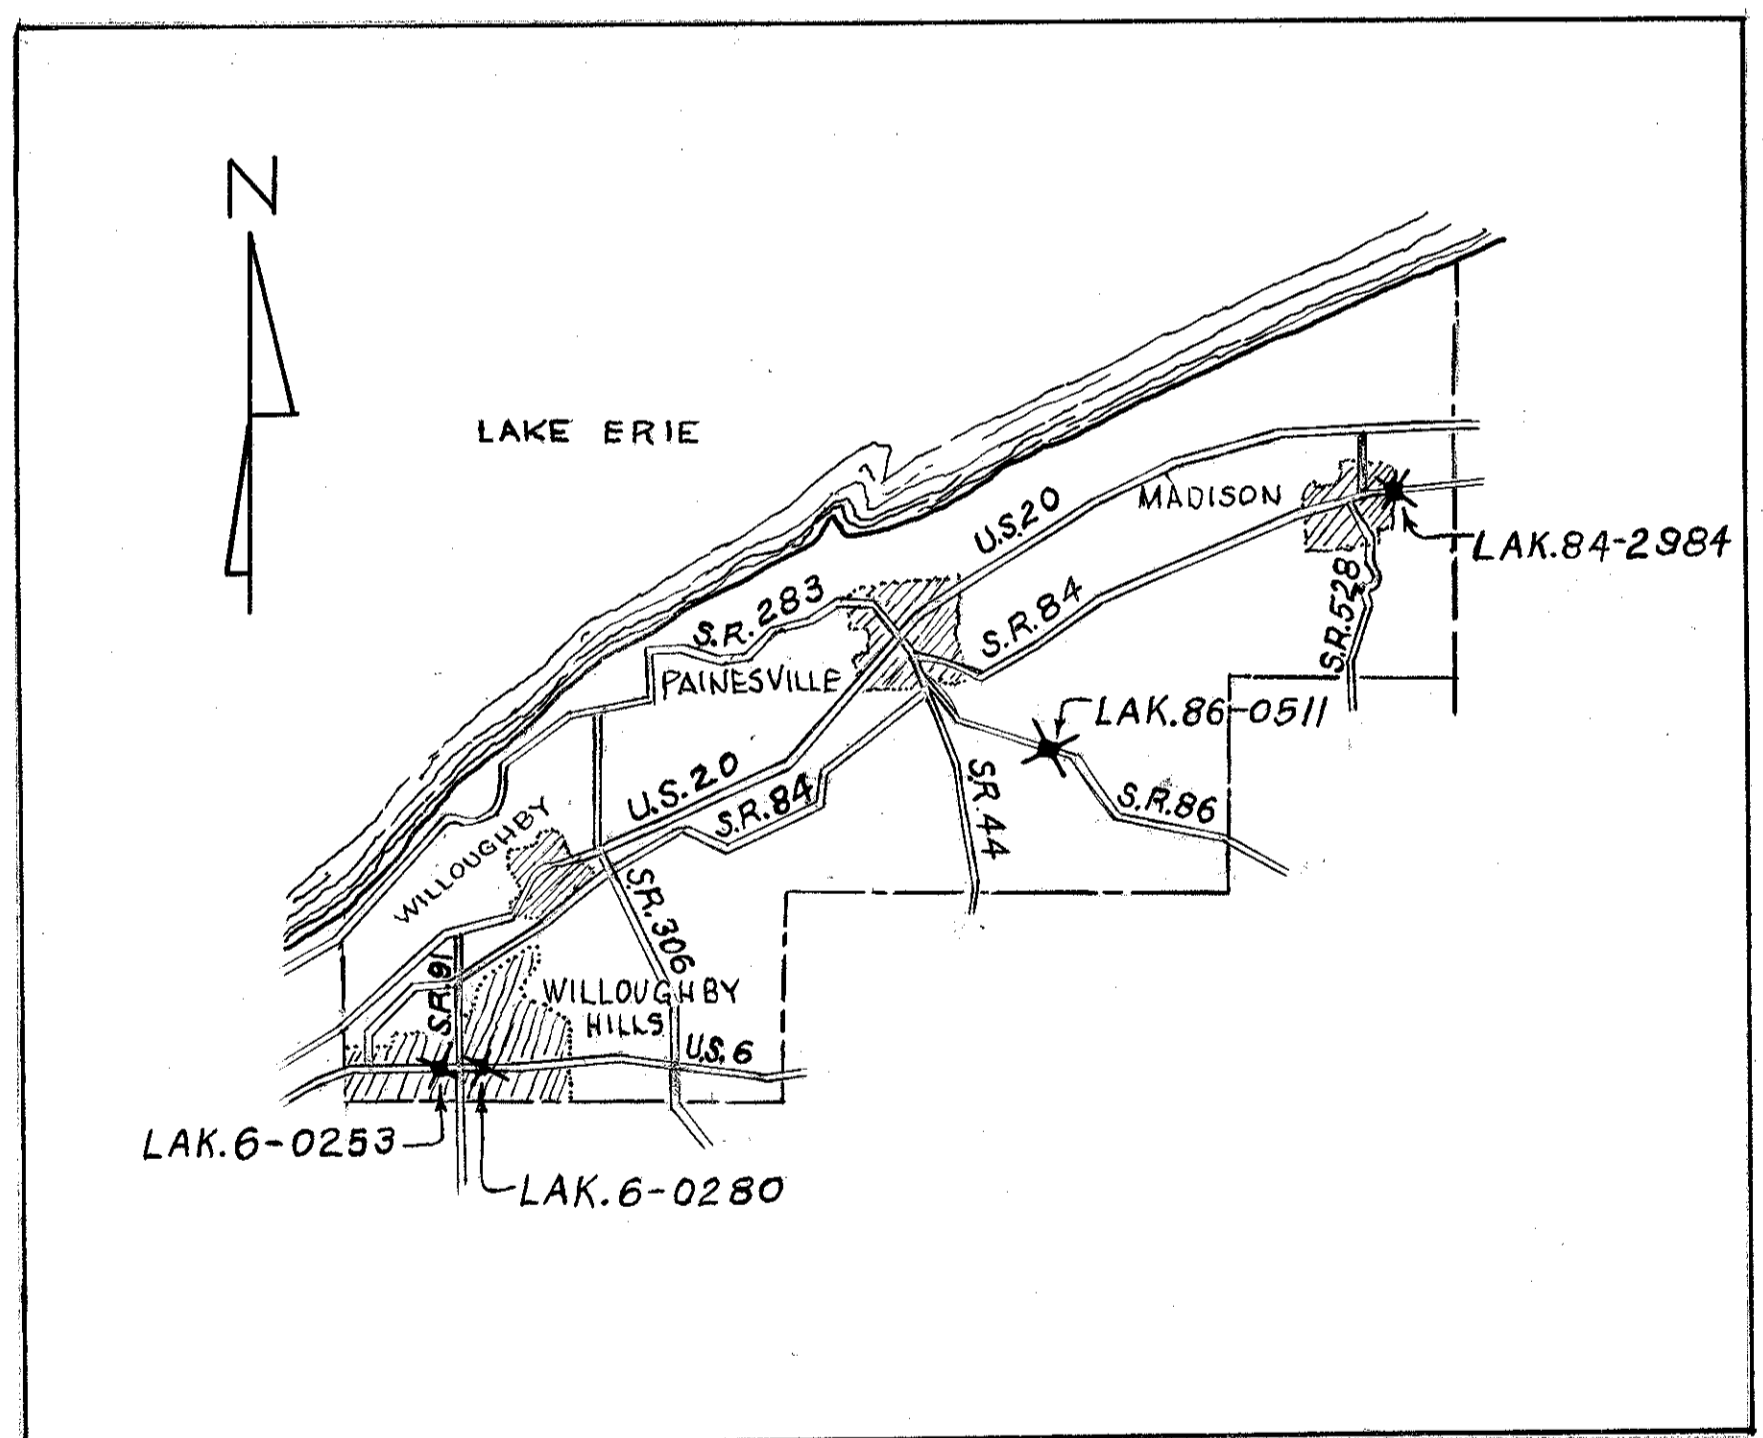 N
LAKE ERIE
U.S.20
MADISON
LAK.84-2984
S.R.283
S.R.84
S.R.528
PAINESVILLE
LAK.86-0511
U.S.20
S.R.84
S.R.44
S.R.86
WILLOUGHBY
S.R.306
S.R.91
WILLOUGHBY
HILLS
U.S.6
LAK.6-0253
LAK.6-0280